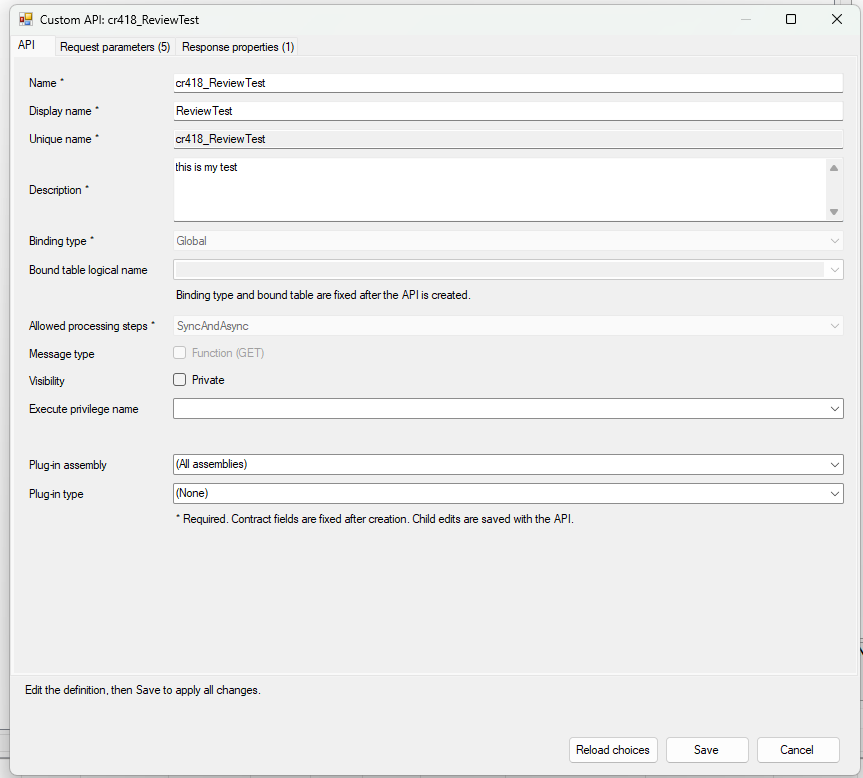 Custom API: cr418_ReviewTest
API
Request parameters (5)
Response properties (1)
Name *
cr418_ReviewTest
Display name *
ReviewTest
Unique name *
cr418_ReviewTest
Description *
this is my test
Binding type *
Global
Bound table logical name
Binding type and bound table are fixed after the API is created.
Allowed processing steps *
SyncAndAsync
Message type
Function (GET)
Visibility
Private
Execute privilege name
Plug-in assembly
(All assemblies)
Plug-in type
(None)
* Required. Contract fields are fixed after creation. Child edits are saved with the API.
Edit the definition, then Save to apply all changes.
Reload choices
Save
Cancel